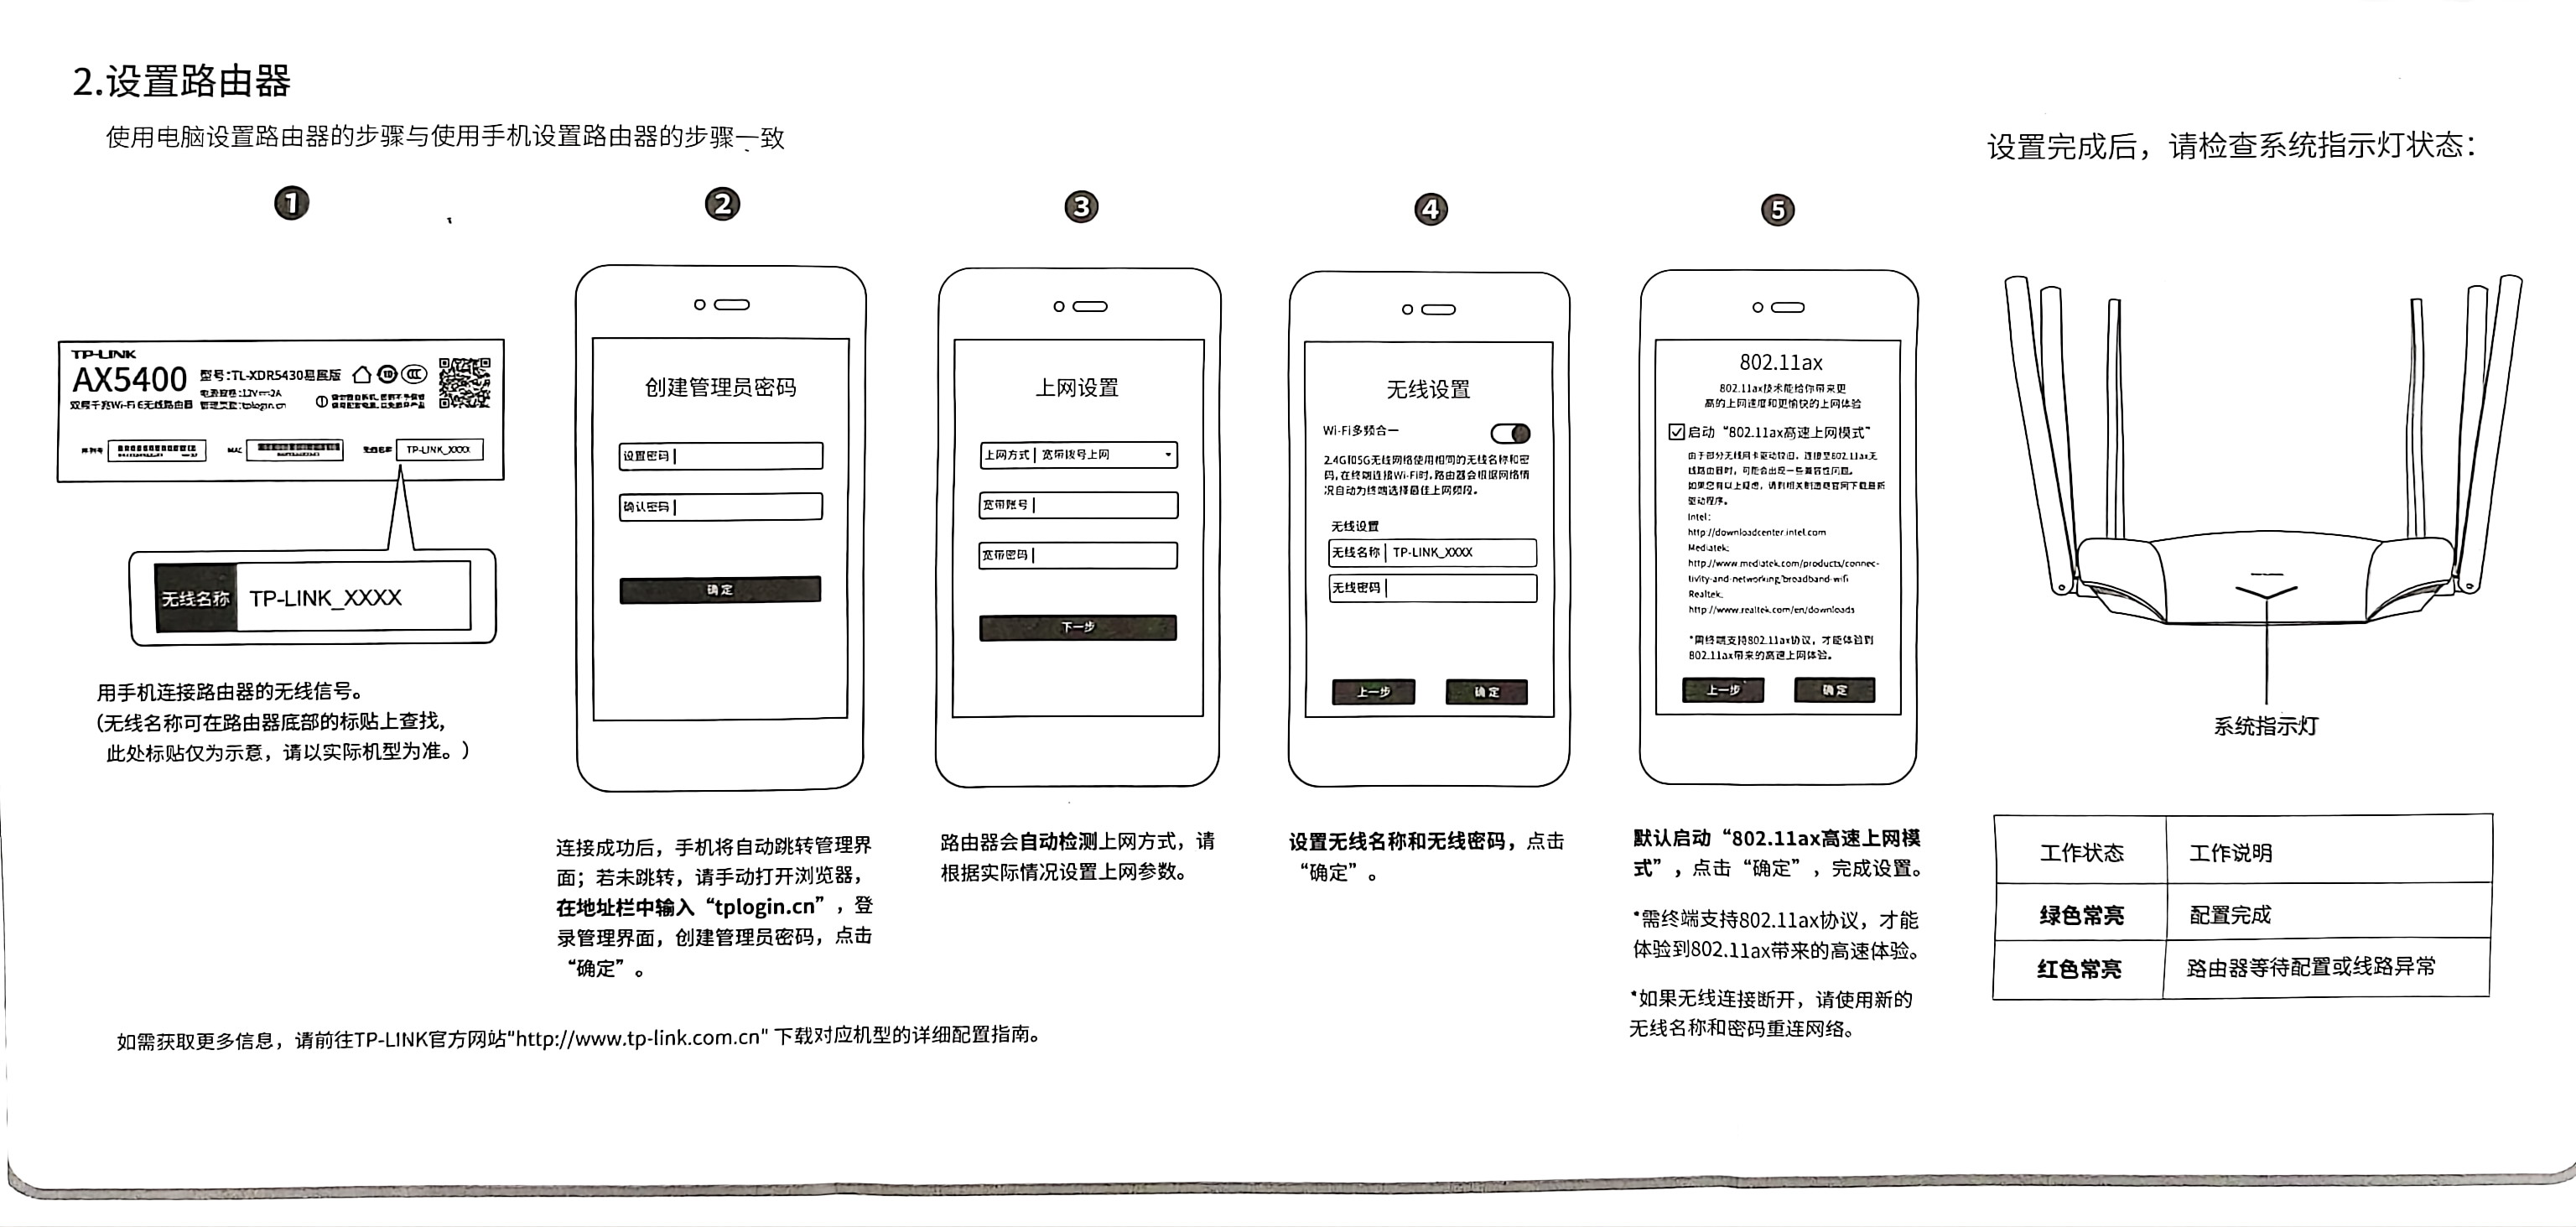 2.设置路由器
使用电脑设置路由器的步骤与使用手机设置路由器的步骤一致
设置完成后，请检查系统指示灯状态：
1
TP-LINK
AX5400
型号:TL-XDR5430易展版
双频千兆Wi-Fi 6无线路由器
管理页面:tplogin.cn
序列号
MAC
无线名称 TP-LINK_XXXX
无线名称 TP-LINK_XXXX
用手机连接路由器的无线信号。
(无线名称可在路由器底部的标贴上查找,
此处标贴仅为示意，请以实际机型为准。)
2
创建管理员密码
设置密码
确认密码
确定
连接成功后，手机将自动跳转管理界
面；若未跳转，请手动打开浏览器，
在地址栏中输入“tplogin.cn”，登
录管理界面，创建管理员密码，点击
“确定”。
3
上网设置
上网方式 宽带拨号上网
宽带账号
宽带密码
下一步
路由器会自动检测上网方式，请
根据实际情况设置上网参数。
4
无线设置
Wi-Fi多频合一
2.4G和5G无线网络使用相同的无线名称和密
码,在终端连接Wi-Fi时,路由器会根据网络情
况自动为终端选择最佳上网频段。
无线设置
无线名称 TP-LINK_XXXX
无线密码
上一步 确定
设置无线名称和无线密码，点击
“确定”。
5
802.11ax
802.11ax技术能给你带来更
高的上网速度和更愉快的上网体验
启动“802.11ax高速上网模式”
由于部分无线网卡驱动较旧，连接至802.11ax无
线路由器时，可能会出现一些兼容性问题。
如果您有以上疑虑，请到相关制造商官网下载最新
驱动程序。
Intel:
http://downloadcenter.intel.com
Mediatek:
http://www.mediatek.com/products/connec-
tivity-and-networking/broadband-wifi
Realtek:
http://www.realtek.com/en/downloads
*需终端支持802.11ax协议，才能体验到
802.11ax带来的高速上网体验。
上一步 确定
默认启动“802.11ax高速上网模
式”，点击“确定”，完成设置。
*需终端支持802.11ax协议，才能
体验到802.11ax带来的高速体验。
*如果无线连接断开，请使用新的
无线名称和密码重连网络。
系统指示灯
工作状态 工作说明
绿色常亮 配置完成
红色常亮 路由器等待配置或线路异常
如需获取更多信息，请前往TP-LINK官方网站"http://www.tp-link.com.cn" 下载对应机型的详细配置指南。